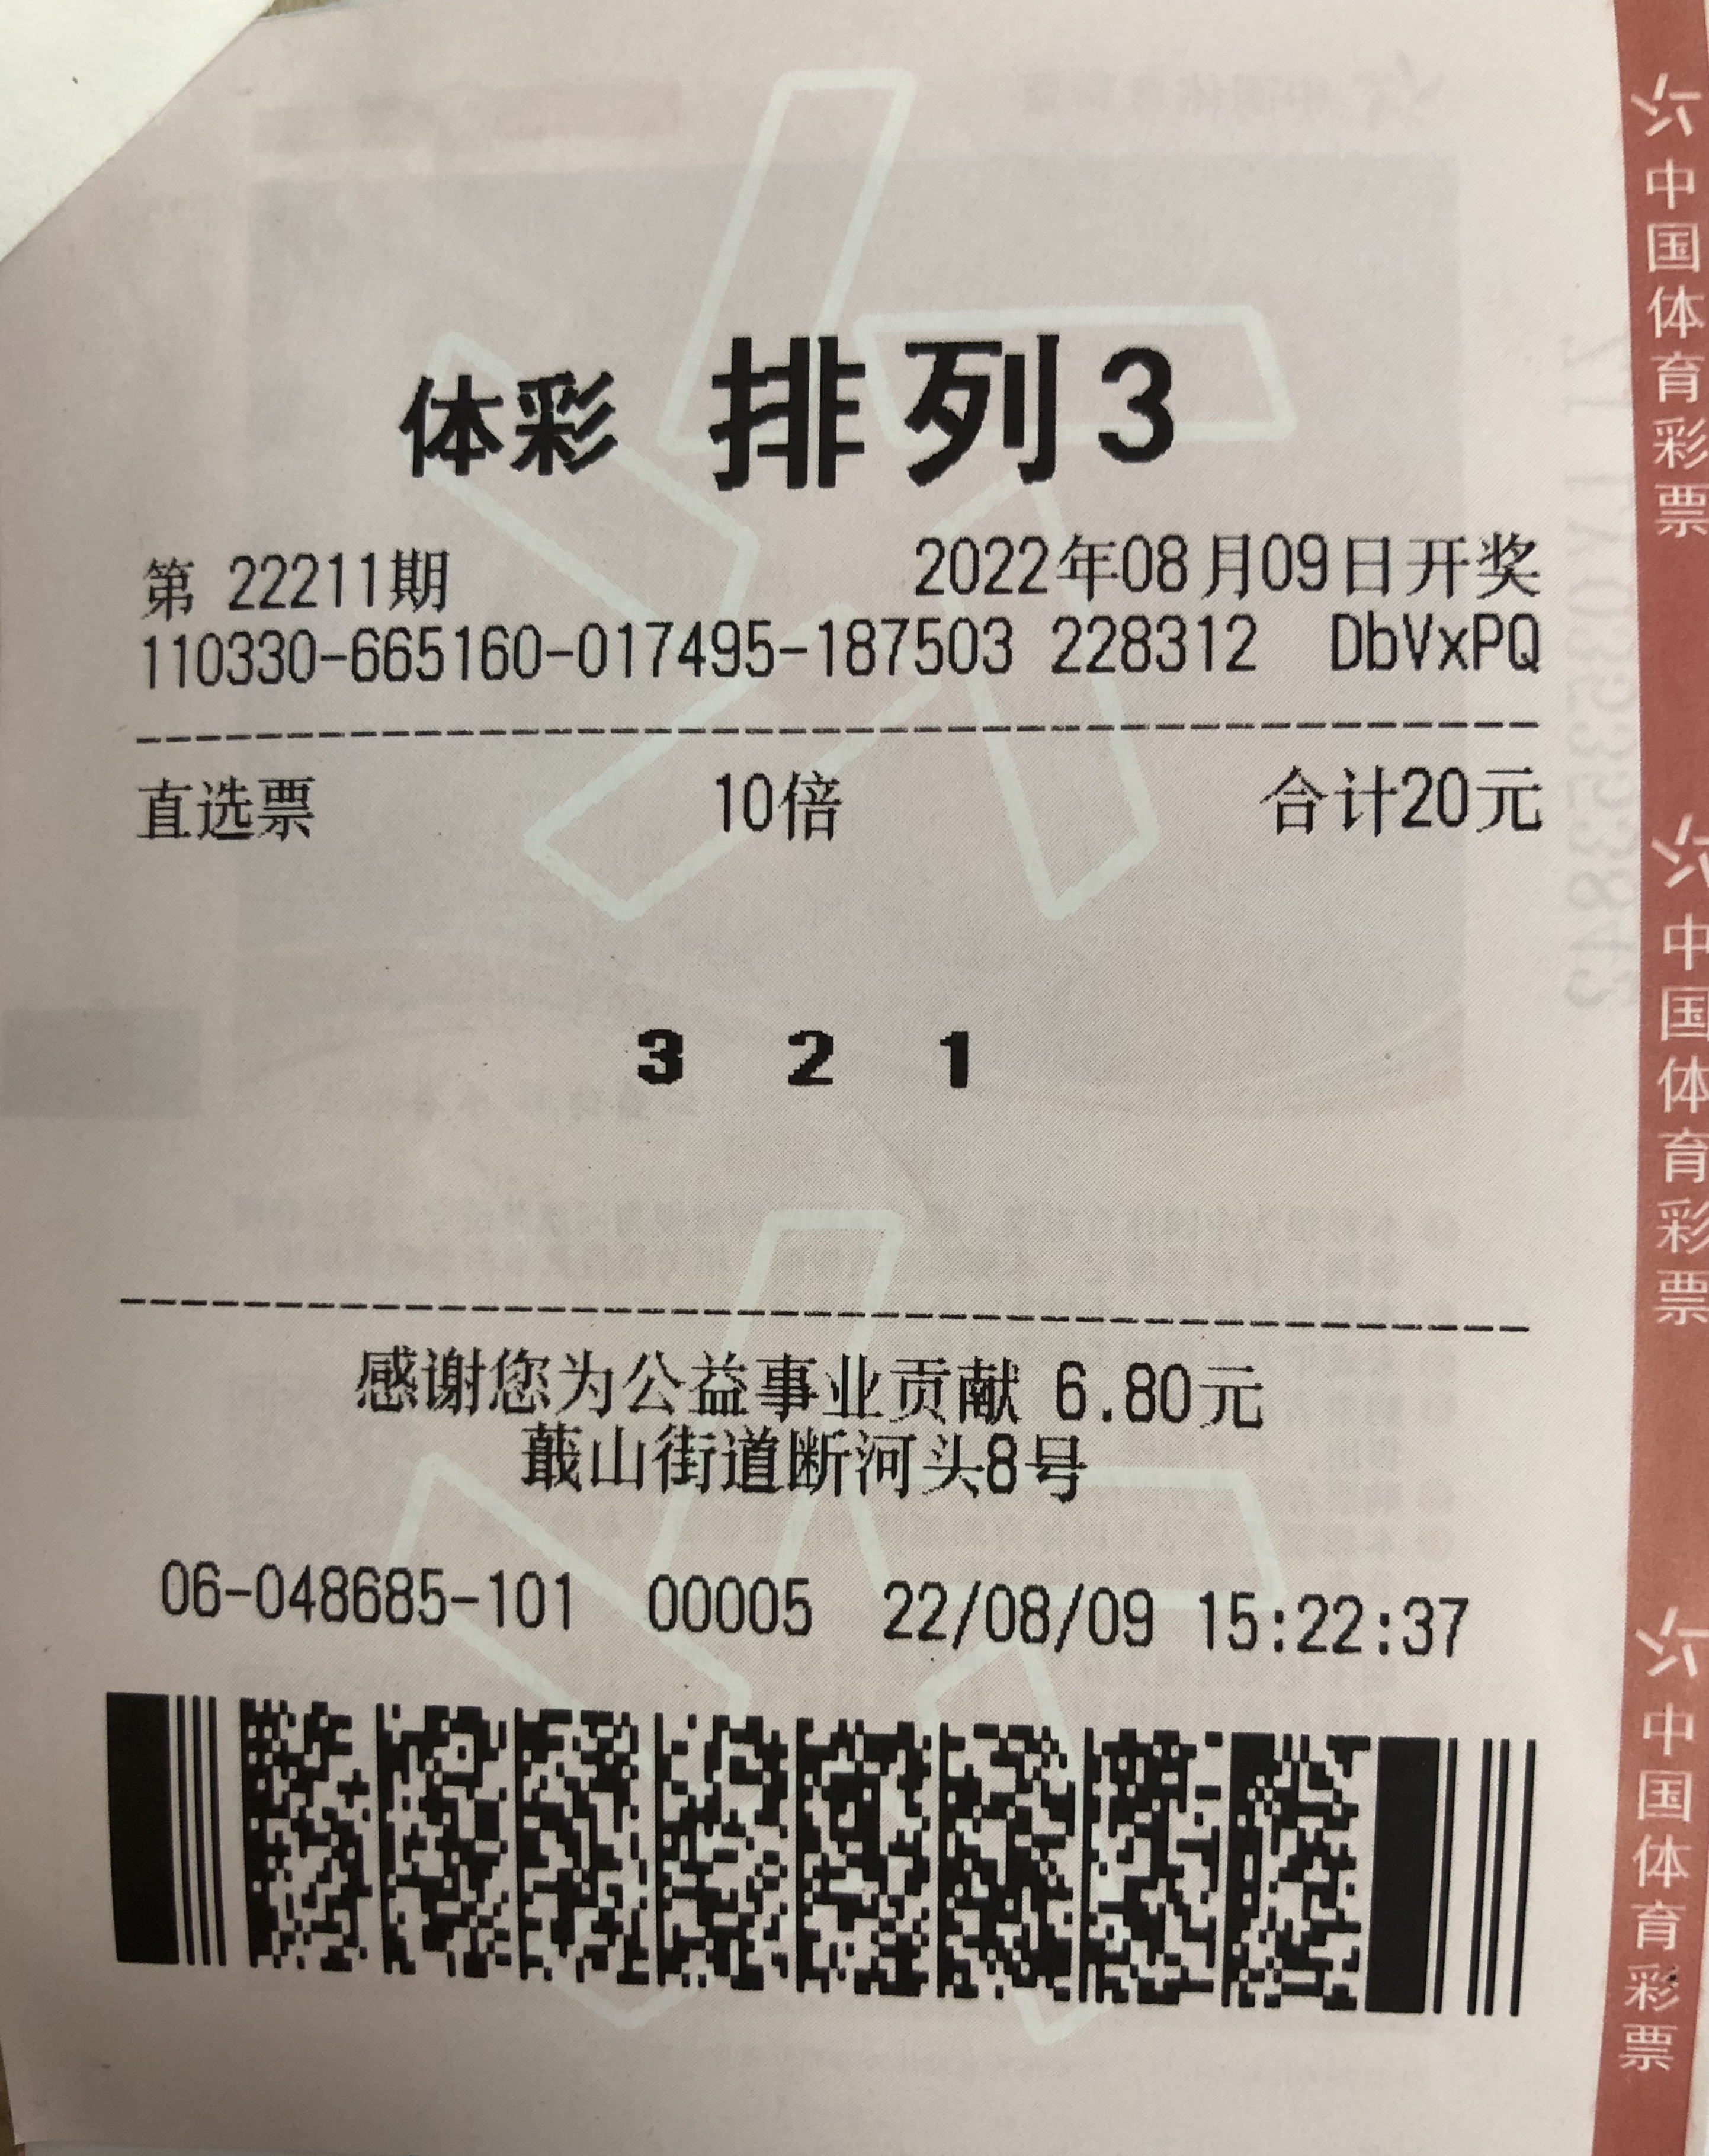 体彩 排列3
第 22211期 2022年08月09日开奖
110330-665160-017495-187503 228312 DbVxPQ
直选票 10倍 合计20元
3 2 1
感谢您为公益事业贡献 6.80元
蕺山街道断河头8号
06-048685-101 00005 22/08/09 15:22:37
中国体育彩票
中国体育彩票
中国体育彩票